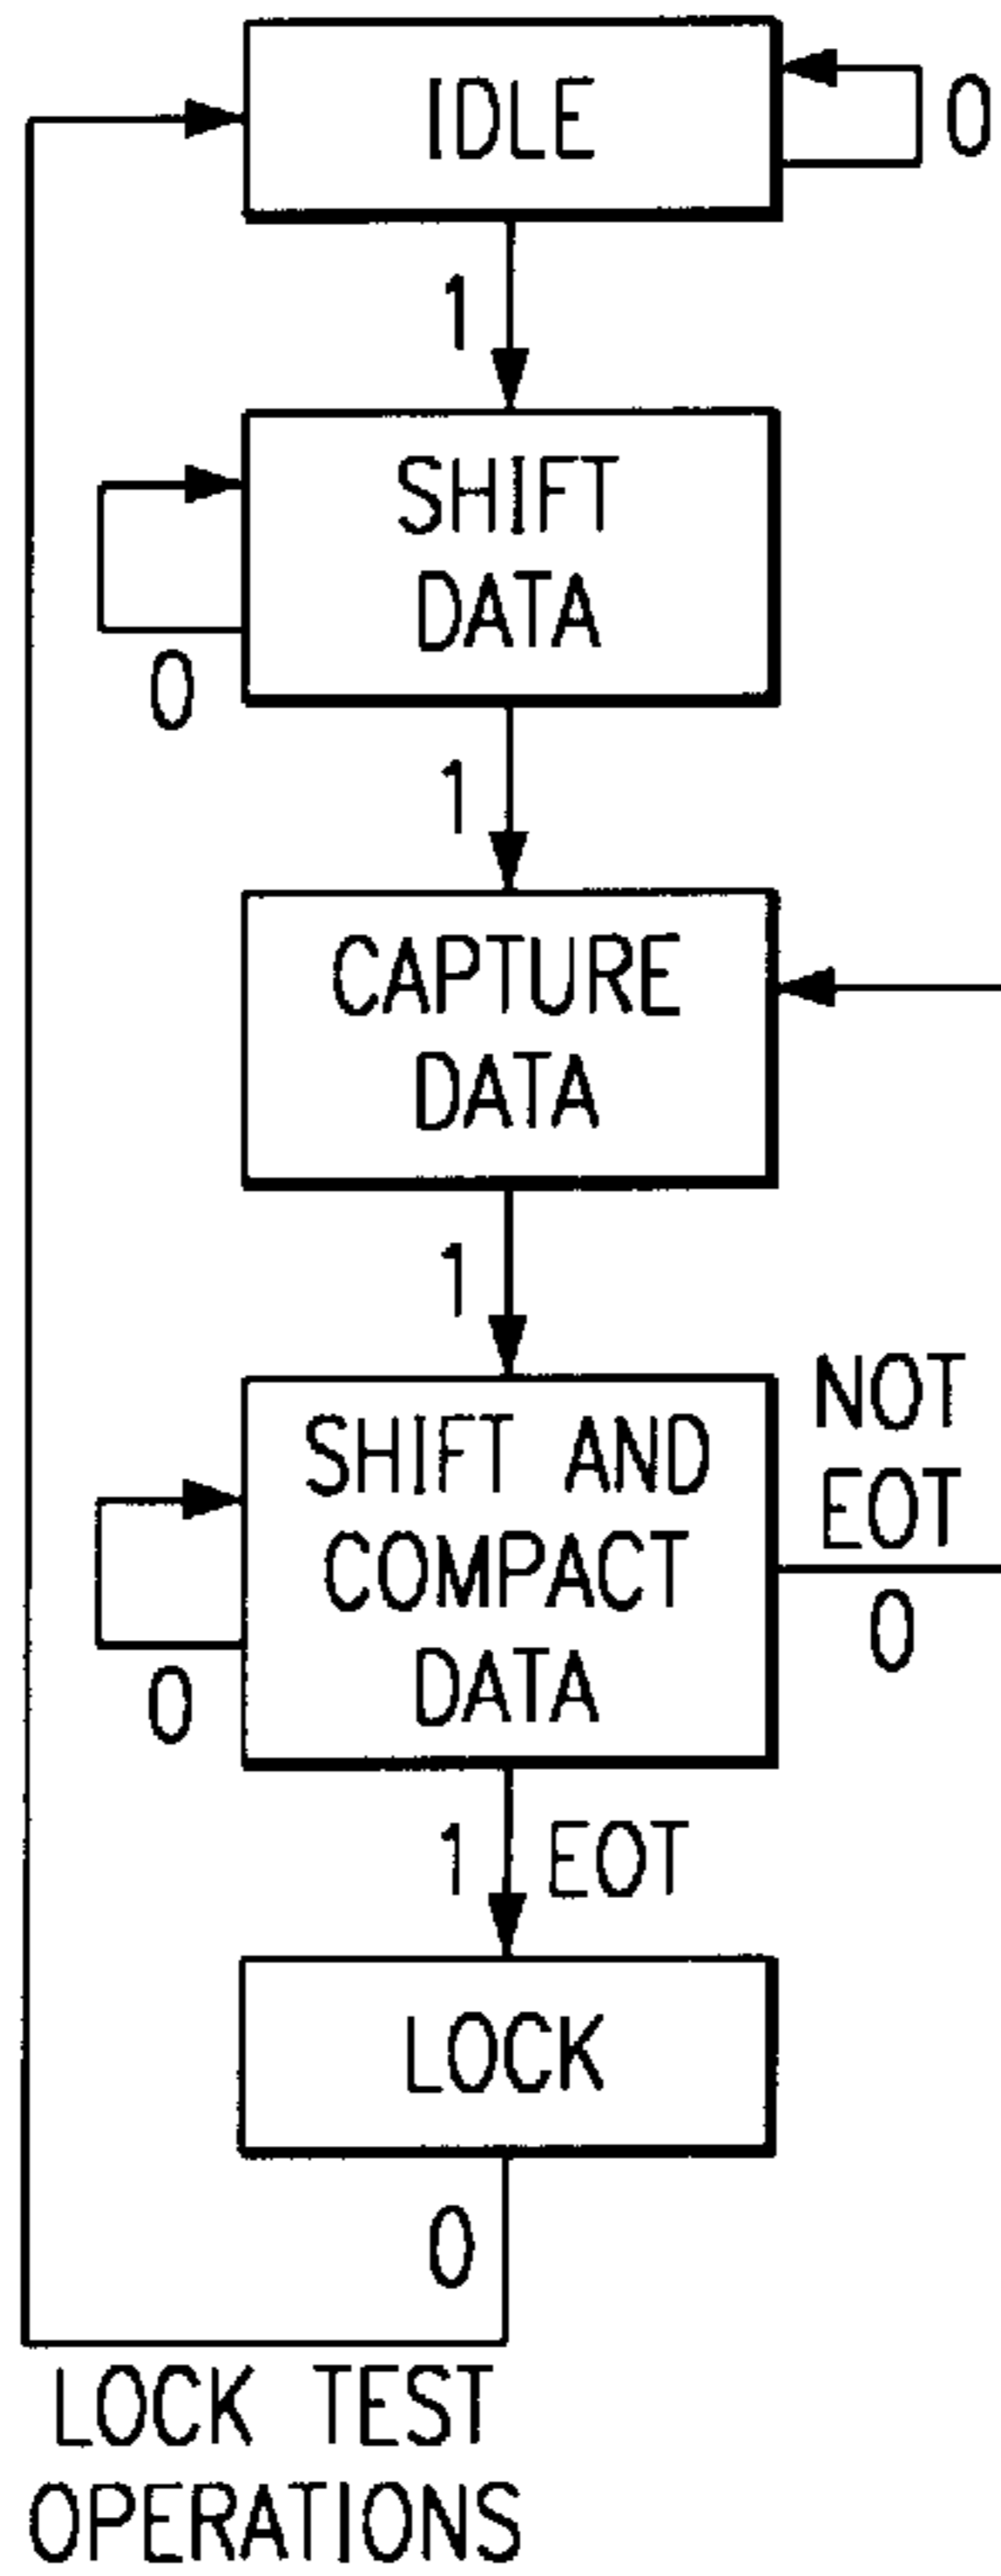 IDLE
0
1
SHIFT
DATA
0
1
CAPTURE
DATA
1
SHIFT AND
COMPACT
DATA
NOT
EOT
0
0
1 EOT
LOCK
0
LOCK TEST
OPERATIONS